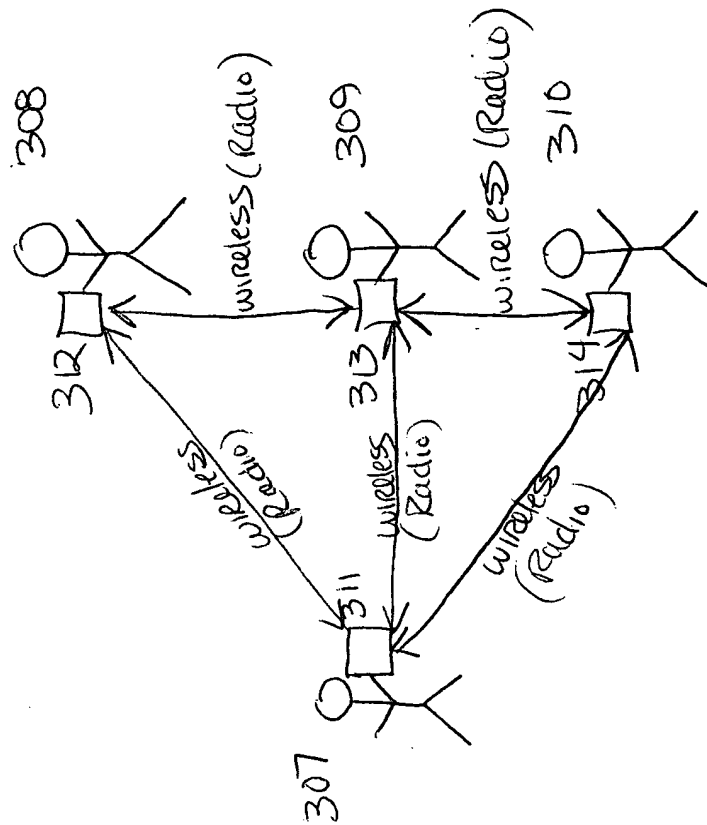 308
309
310
312
wireless (Radio)
313
wireless (Radio)
314
wireless
(Radio)
wireless
(Radio)
wireless
(Radio)
311
307